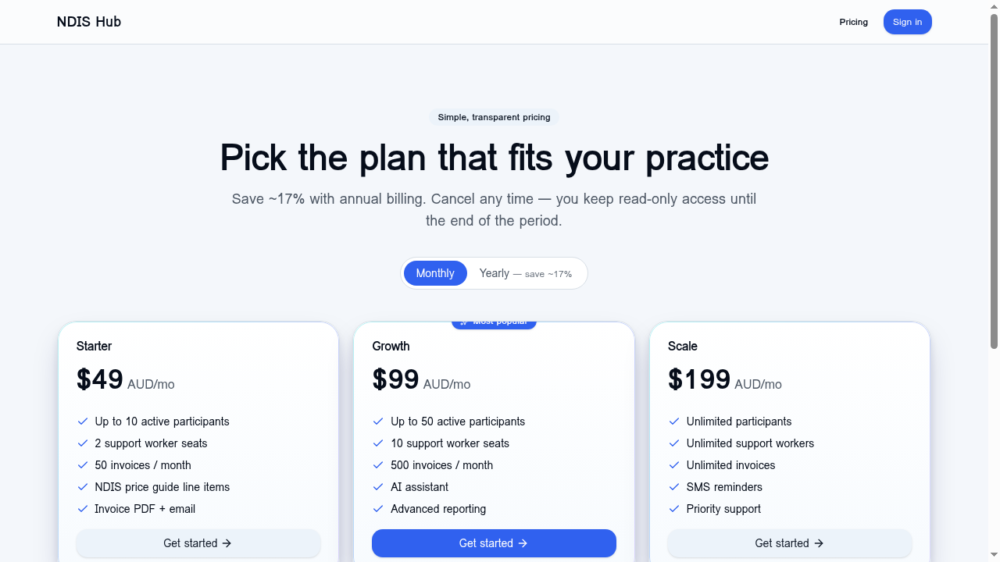 NDIS Hub
Pricing
Sign in
Simple, transparent pricing
Pick the plan that fits your practice
Save ~17% with annual billing. Cancel any time — you keep read-only access until
the end of the period.
Monthly
Yearly — save ~17%
Most popular
Starter
$49 AUD/mo
Up to 10 active participants
2 support worker seats
50 invoices / month
NDIS price guide line items
Invoice PDF + email
Get started →
Growth
$99 AUD/mo
Up to 50 active participants
10 support worker seats
500 invoices / month
AI assistant
Advanced reporting
Get started →
Scale
$199 AUD/mo
Unlimited participants
Unlimited support workers
Unlimited invoices
SMS reminders
Priority support
Get started →